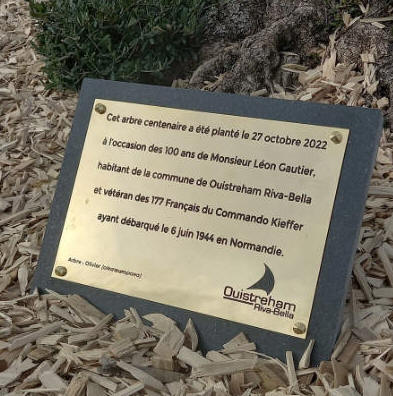 Cet arbre centenaire a été planté le 27 octobre 2022
à l'occasion des 100 ans de Monsieur Léon Gautier,
habitant de la commune de Ouistreham Riva-Bella
et vétéran des 177 Français du Commando Kieffer
ayant débarqué le 6 juin 1944 en Normandie.
Arbre : Olivier
Ouistreham
Riva-Bella